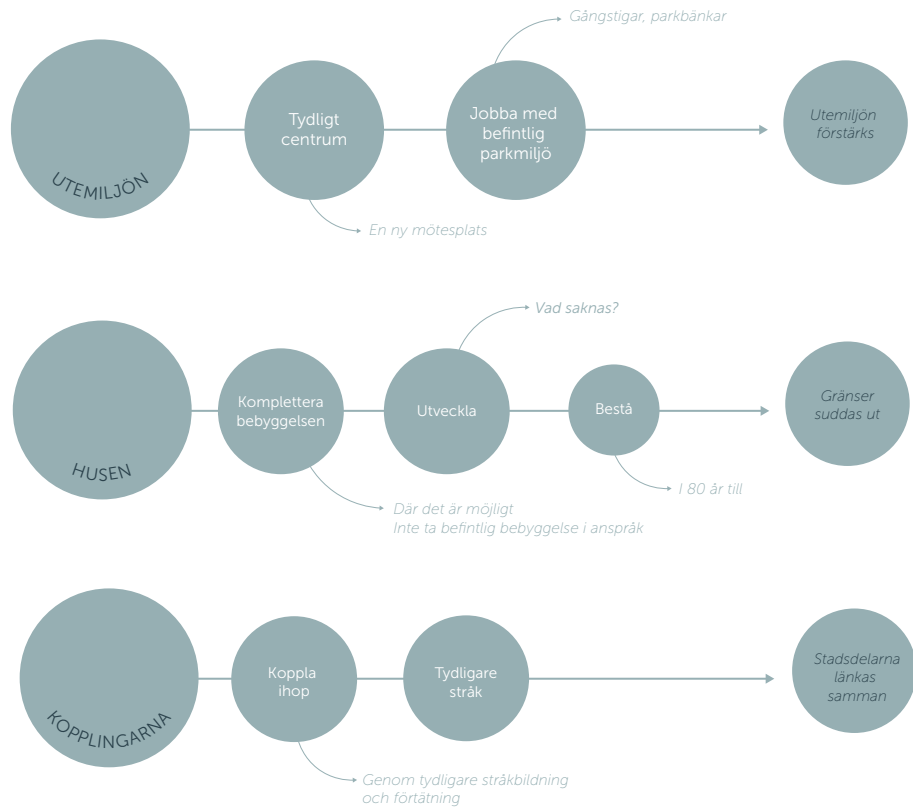 Gångstigar, parkbänkar
UTEMILJÖN
Tydligt
centrum
Jobba med
befintlig
parkmiljö
Utemiljön
förstärks
En ny mötesplats
Vad saknas?
HUSEN
Komplettera
bebyggelsen
Utveckla
Bestå
Gränser
suddas ut
I 80 år till
Där det är möjligt
Inte ta befintlig bebyggelse i anspråk
KOPPLINGARNA
Koppla
ihop
Tydligare
stråk
Stadsdelarna
länkas
samman
Genom tydligare stråkbildning
och förtätning